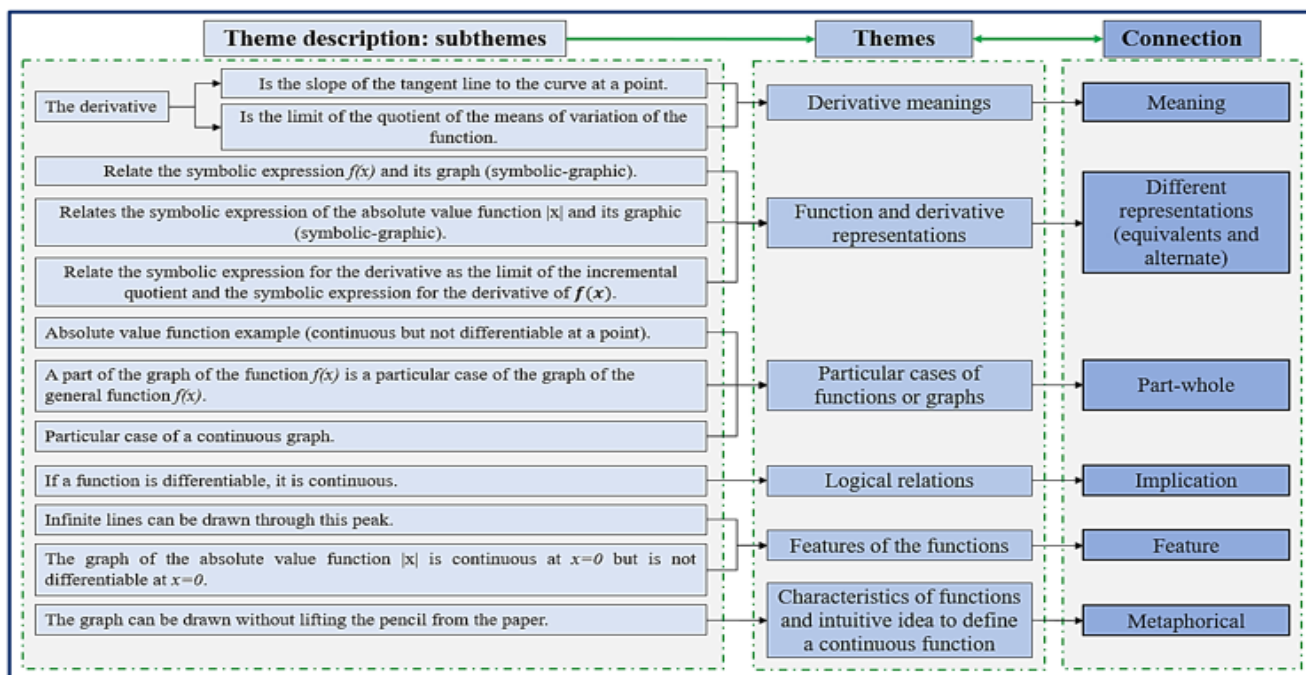 Theme description: subthemes
Themes
Connection
The derivative
Is the slope of the tangent line to the curve at a point.
Is the limit of the quotient of the means of variation of the
function.
Derivative meanings
Meaning
Relate the symbolic expression f(x) and its graph (symbolic-graphic).
Relates the symbolic expression of the absolute value function |x| and its graphic
(symbolic-graphic).
Relate the symbolic expression for the derivative as the limit of the incremental
quotient and the symbolic expression for the derivative of f(x).
Function and derivative
representations
Different
representations
(equivalents and
alternate)
Absolute value function example (continuous but not differentiable at a point).
A part of the graph of the function f(x) is a particular case of the graph of the
general function f(x).
Particular case of a continuous graph.
Particular cases of
functions or graphs
Part-whole
If a function is differentiable, it is continuous.
Logical relations
Implication
Infinite lines can be drawn through this peak.
The graph of the absolute value function |x| is continuous at x=0 but is not
differentiable at x=0.
Features of the functions
Feature
The graph can be drawn without lifting the pencil from the paper.
Characteristics of functions
and intuitive idea to define
a continuous function
Metaphorical